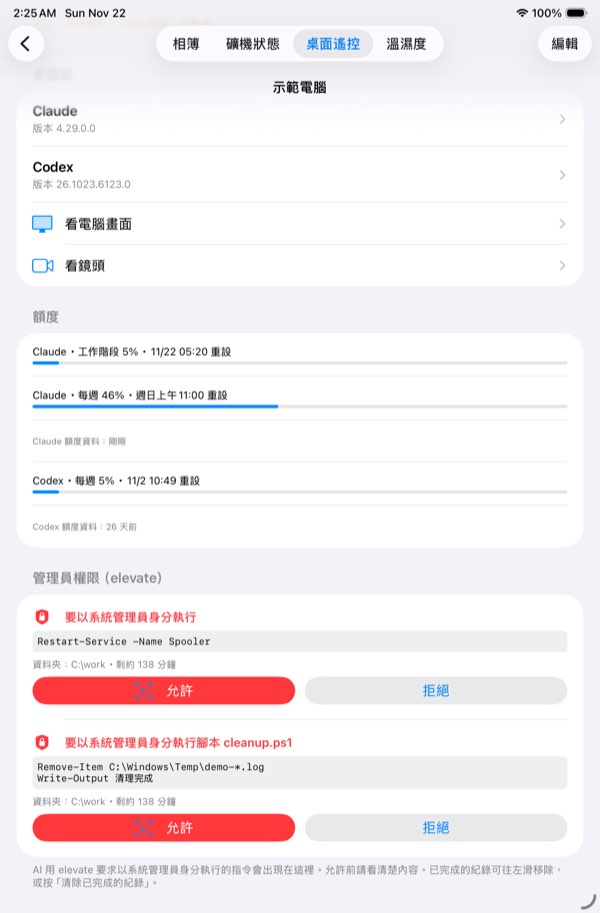 2:25 AM Sun Nov 22
100%
相薄
礦機狀態
桌面遙控
溫濕度
編輯
示範電腦
Claude
版本 4.29.0.0
Codex
版本 26.1023.6123.0
看電腦畫面
看鏡頭
額度
Claude・工作階段 5%・11/22 05:20 重設
Claude・每週 46%・週日上午11:00 重設
Claude 額度資料：剛剛
Codex・每週 5%・11/2 10:49 重設
Codex 額度資料：26 天前
管理員權限（elevate）
要以系統管理員身分執行
Restart-Service -Name Spooler
資料夾：C:\work・剩約 138 分鐘
允許
拒絕
要以系統管理員身分執行腳本 cleanup.ps1
Remove-Item C:\Windows\Temp\demo-*.log
Write-Output 清理完成
資料夾：C:\work・剩約 138 分鐘
允許
拒絕
AI 用 elevate 要求以系統管理員身分執行的指令會出現在這裡。允許前請看清楚內容。已完成的紀錄可往左滑移除，
或按「清除已完成的紀錄」。